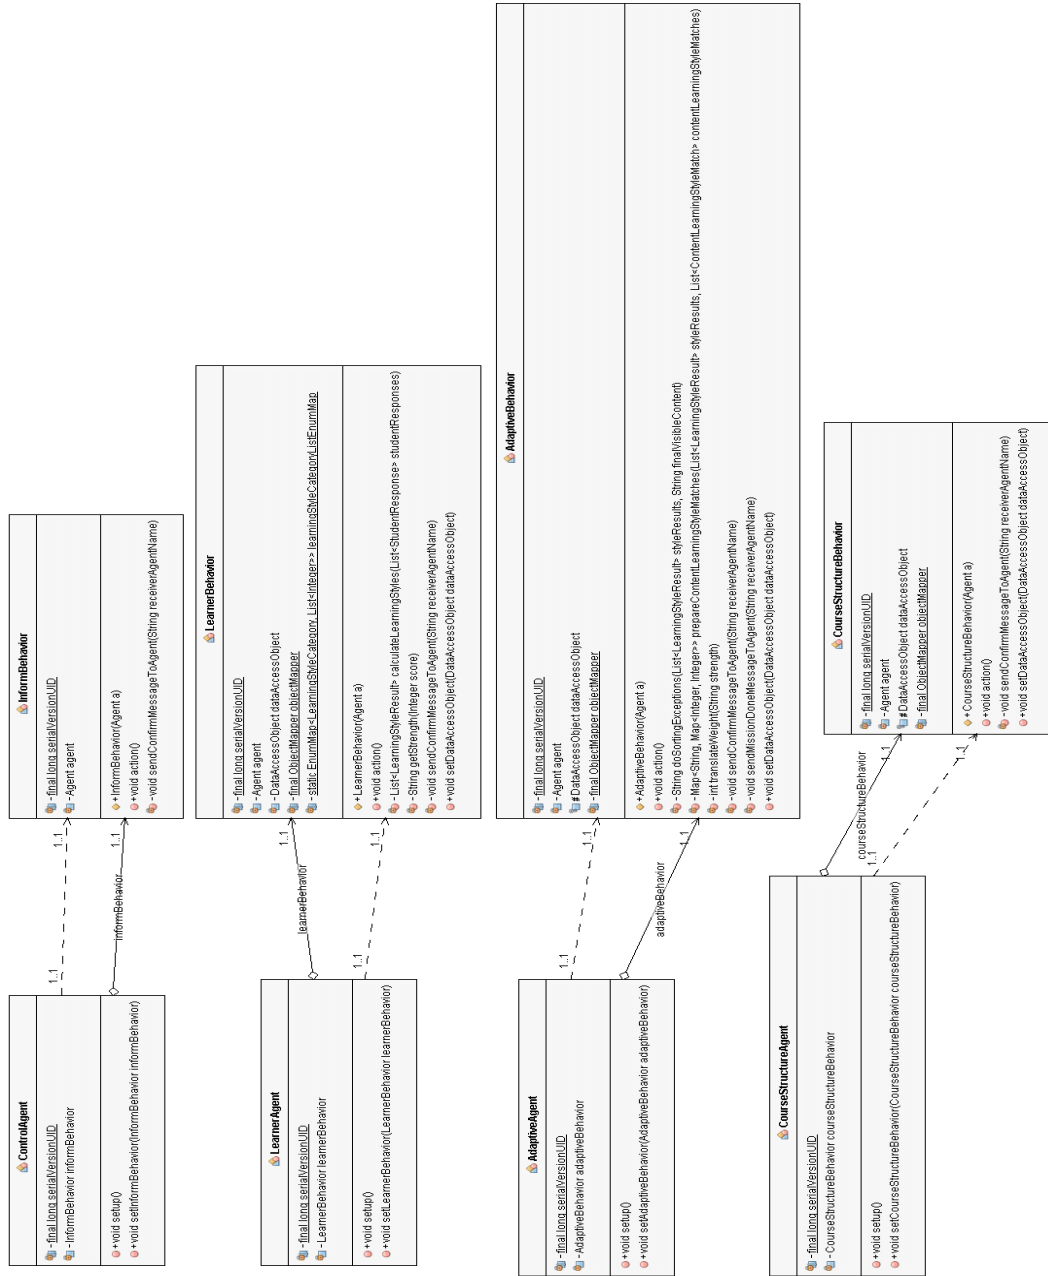 ControlAgent
- final long serialVersionUID
- InformBehavior informBehavior
+ void setup()
+ void setInformBehavior(InformBehavior informBehavior)
1..1
1..1
informBehavior
1..1
InformBehavior
- final long serialVersionUID
- Agent agent
+ InformBehavior(Agent a)
+ void action()
- void sendConfirmMessageToAgent(String receiverAgentName)
LearnerAgent
- final long serialVersionUID
- LearnerBehavior learnerBehavior
+ void setup()
+ void setLearnerBehavior(LearnerBehavior learnerBehavior)
1..1
learnerBehavior
1..1
1..1
LearnerBehavior
- final long serialVersionUID
- Agent agent
- DataAccessObject dataAccessObject
- final ObjectMapper objectMapper
- static EnumMap<LearningStyleCategory, List<Integer>> learningStyleCategoryListEnumMap
+ LearnerBehavior(Agent a)
+ void action()
- List<LearningStyleResult> calculateLearningStyles(List<StudentResponse> studentResponses)
- String getStrength(Integer score)
- void sendConfirmMessageToAgent(String receiverAgentName)
+ void setDataAccessObject(DataAccessObject dataAccessObject)
AdaptiveAgent
- final long serialVersionUID
- AdaptiveBehavior adaptiveBehavior
+ void setup()
+ void setAdaptiveBehavior(AdaptiveBehavior adaptiveBehavior)
1..1
1..1
adaptiveBehavior
1..1
AdaptiveBehavior
- final long serialVersionUID
- Agent agent
# DataAccessObject dataAccessObject
- final ObjectMapper objectMapper
+ AdaptiveBehavior(Agent a)
+ void action()
- String doSortingExceptions(List<LearningStyleResult> styleResults, String finalVisibleContent)
- Map<String, Map<Integer, Integer>> prepareContentLearningStyleMatches(List<LearningStyleResult> styleResults, List<ContentLearningStyleMatch> contentLearningStyleMatches)
- int translateWeight(String strength)
- void sendConfirmMessageToAgent(String receiverAgentName)
- void sendMissionDoneMessageToAgent(String receiverAgentName)
+ void setDataAccessObject(DataAccessObject dataAccessObject)
CourseStructureAgent
- final long serialVersionUID
- CourseStructureBehavior courseStructureBehavior
+ void setup()
+ void setCourseStructureBehavior(CourseStructureBehavior courseStructureBehavior)
courseStructureBehavior
1..1
1..1
1..1
CourseStructureBehavior
- final long serialVersionUID
- Agent agent
# DataAccessObject dataAccessObject
- final ObjectMapper objectMapper
+ CourseStructureBehavior(Agent a)
+ void action()
- void sendConfirmMessageToAgent(String receiverAgentName)
+ void setDataAccessObject(DataAccessObject dataAccessObject)